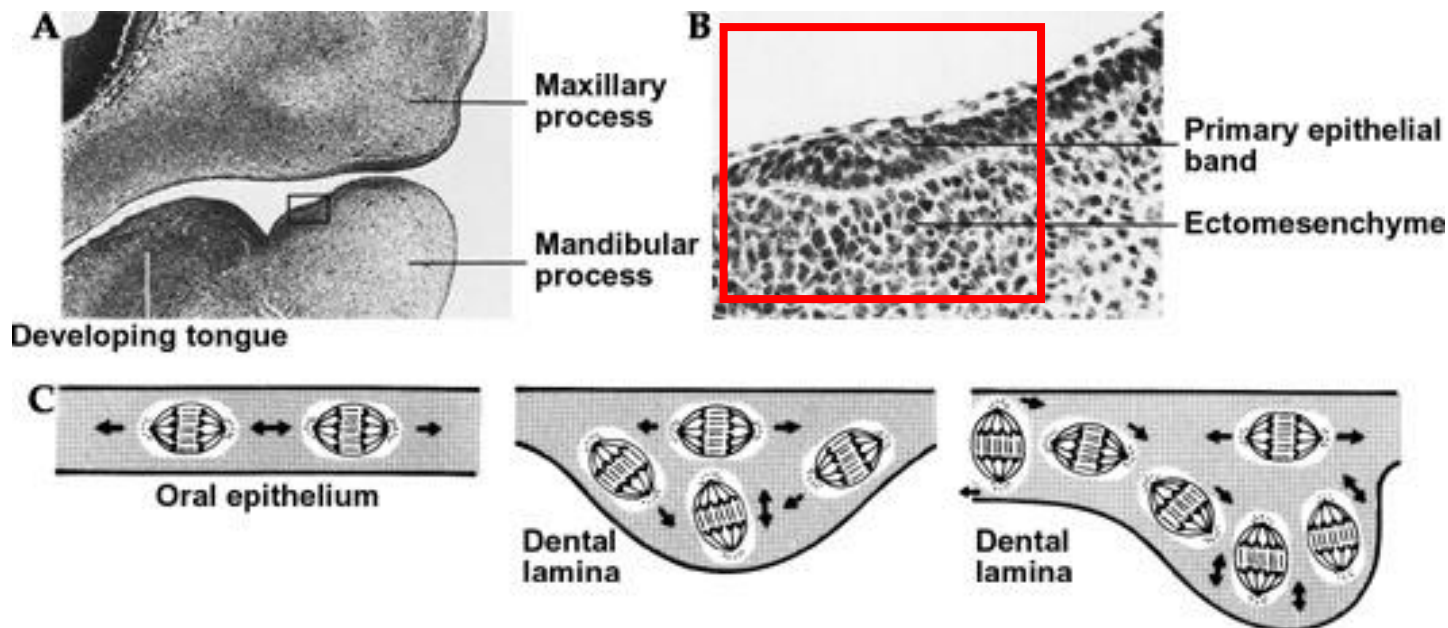 A
Maxillary
process
Mandibular
process
Developing tongue
B
Primary epithelial
band
Ectomesenchyme
C
Oral epithelium
Dental
lamina
Dental
lamina